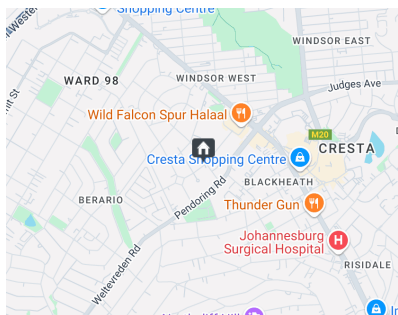 Shopping Centre
WINDSOR EAST
WARD 98
WINDSOR WEST
Judges Ave
Wild Falcon Spur Halaal
M20
CRESTA
Cresta Shopping Centre
BLACKHEATH
BERARIO
Pendoring Rd
Thunder Gun
Johannesburg
Surgical Hospital
Weltevreden Rd
RISIDALE